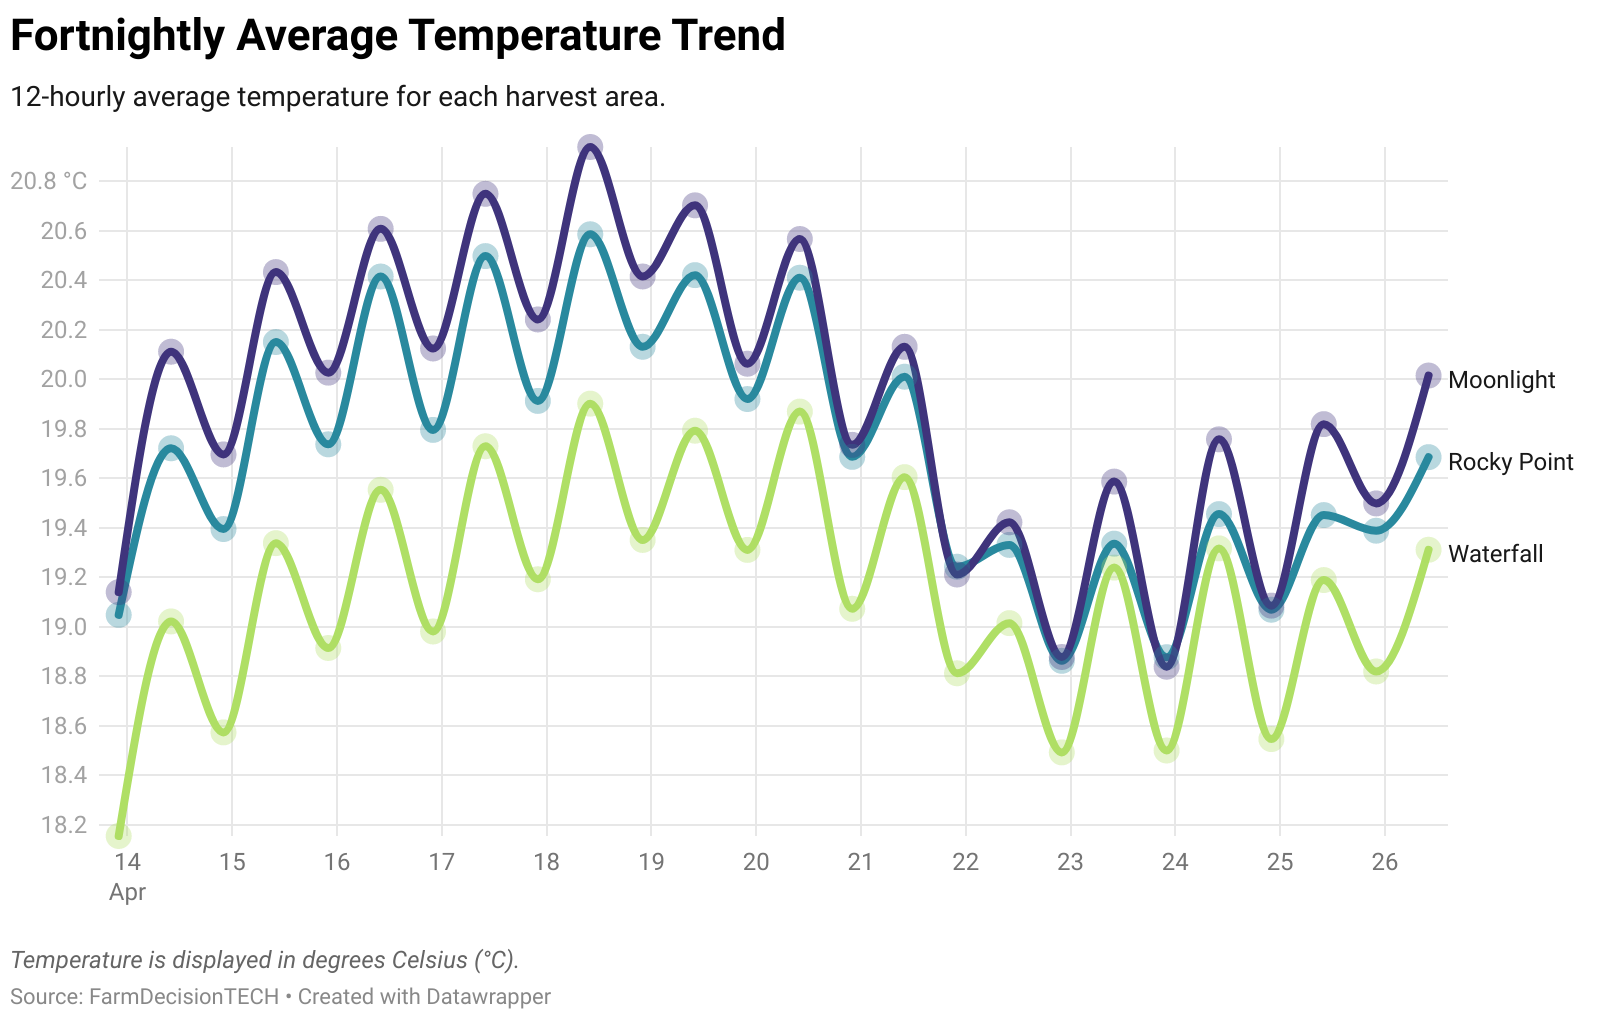 Fortnightly Average Temperature Trend
12-hourly average temperature for each harvest area.
20.8 °C
20.6
20.4
20.2
20.0
19.8
19.6
19.4
19.2
19.0
18.8
18.6
18.4
18.2
Moonlight
Rocky Point
Waterfall
14 15 16 17 18 19 20 21 22 23 24 25 26
Apr
Temperature is displayed in degrees Celsius (°C).
Source: FarmDecisionTECH • Created with Datawrapper